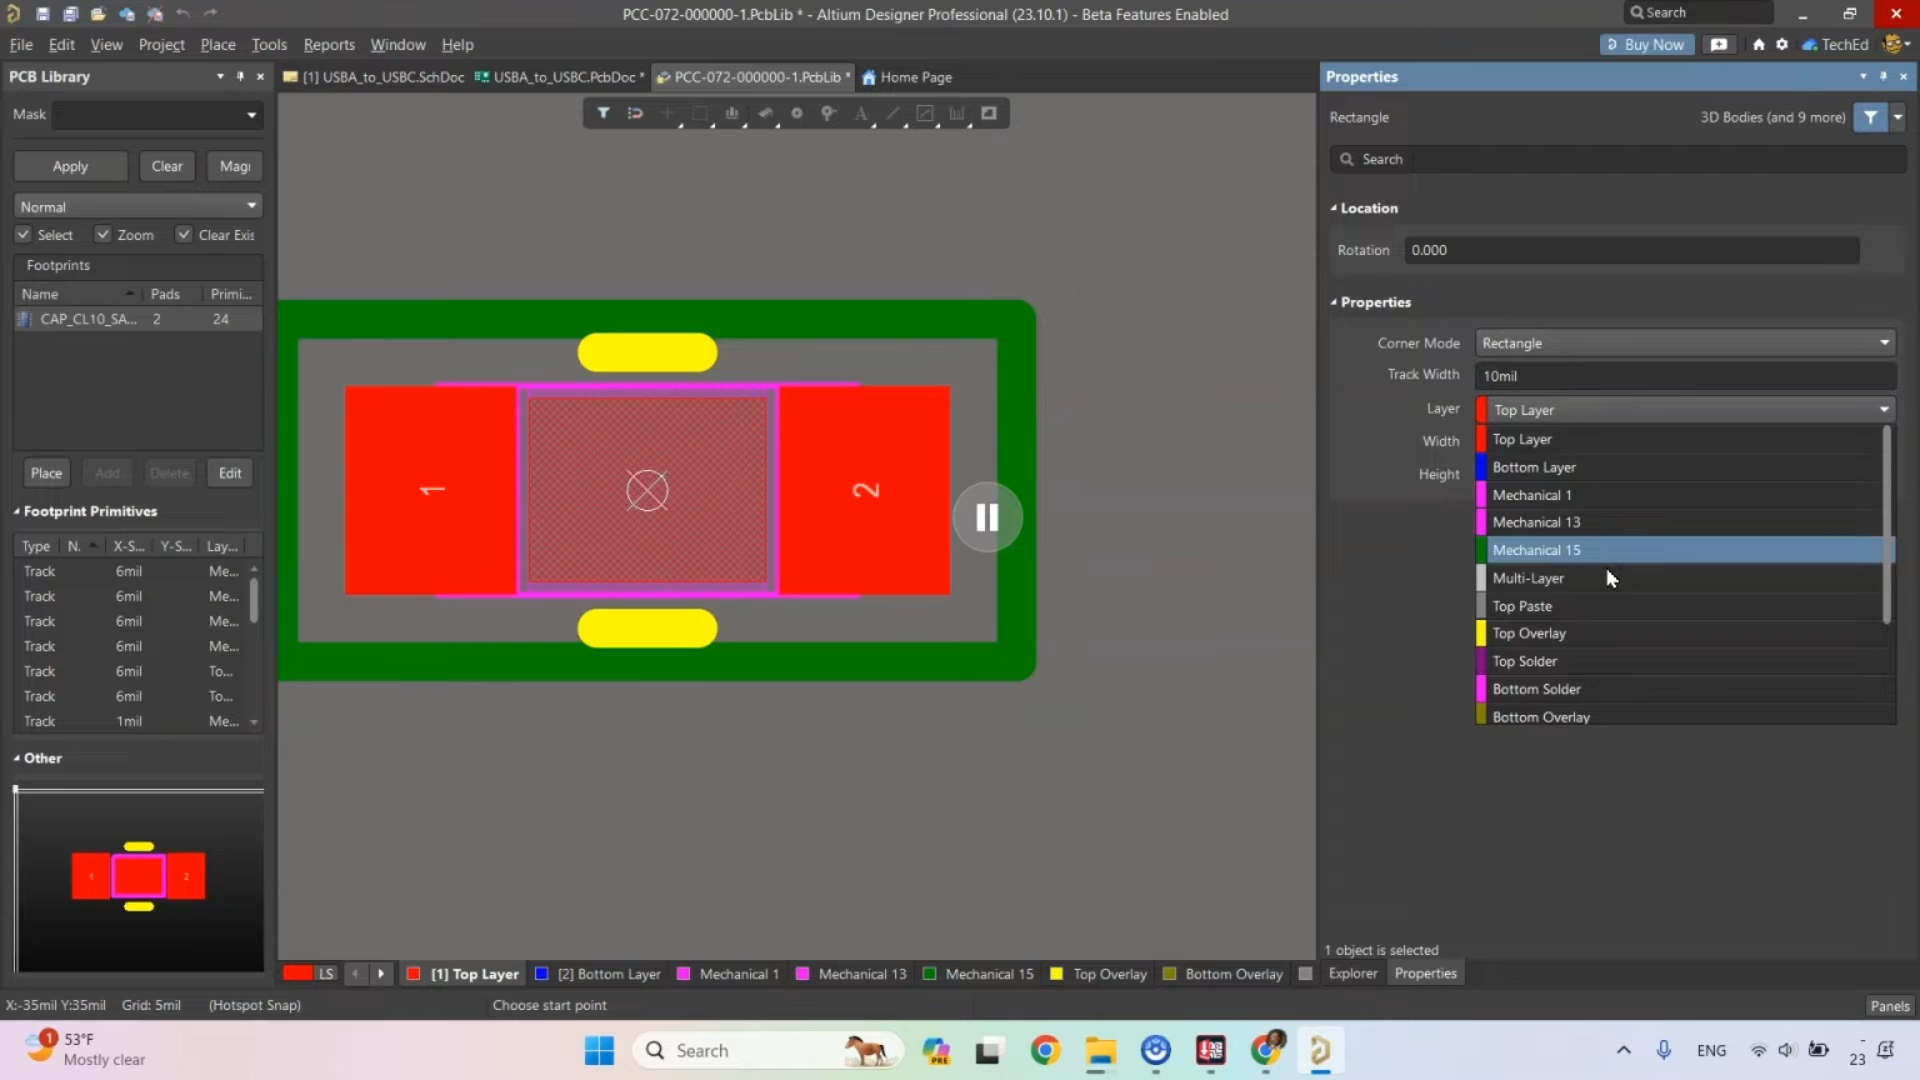 PCC-072-000000-1.PcbLib * - Altium Designer Professional (23.10.1) - Beta Features Enabled
Search
File Edit View Project Place Tools Reports Window Help
Buy Now
TechEd
PCB Library
[1] USBA_to_USBC.SchDoc
USBA_to_USBC.PcbDoc *
PCC-072-000000-1.PcbLib *
Home Page
Properties
Mask
Rectangle
3D Bodies (and 9 more)
Search
Apply
Clear
Magi
Normal
Select
Zoom
Clear Exis
Location
Rotation
0.000
Footprints
Name
Pads
Primi...
CAP_CL10_SA...
2
24
Properties
Corner Mode
Rectangle
Track Width
10mil
Layer
Top Layer
Width
Height
Top Layer
Bottom Layer
Mechanical 1
Mechanical 13
Mechanical 15
Multi-Layer
Top Paste
Top Overlay
Top Solder
Bottom Solder
Bottom Overlay
1
2
Place
Add
Delete
Edit
Footprint Primitives
Type
N.
X-S...
Y-S...
Lay...
Track 6mil Me...
Track 6mil Me...
Track 6mil Me...
Track 6mil Me...
Track 6mil To...
Track 6mil To...
Track 1mil Me...
Other
1
2
1 object is selected
LS
[1] Top Layer
[2] Bottom Layer
Mechanical 1
Mechanical 13
Mechanical 15
Top Overlay
Bottom Overlay
Explorer
Properties
X:-35mil Y:35mil Grid: 5mil (Hotspot Snap)
Choose start point
Panels
1
53°F
Mostly clear
Search
PRE
ENG
23